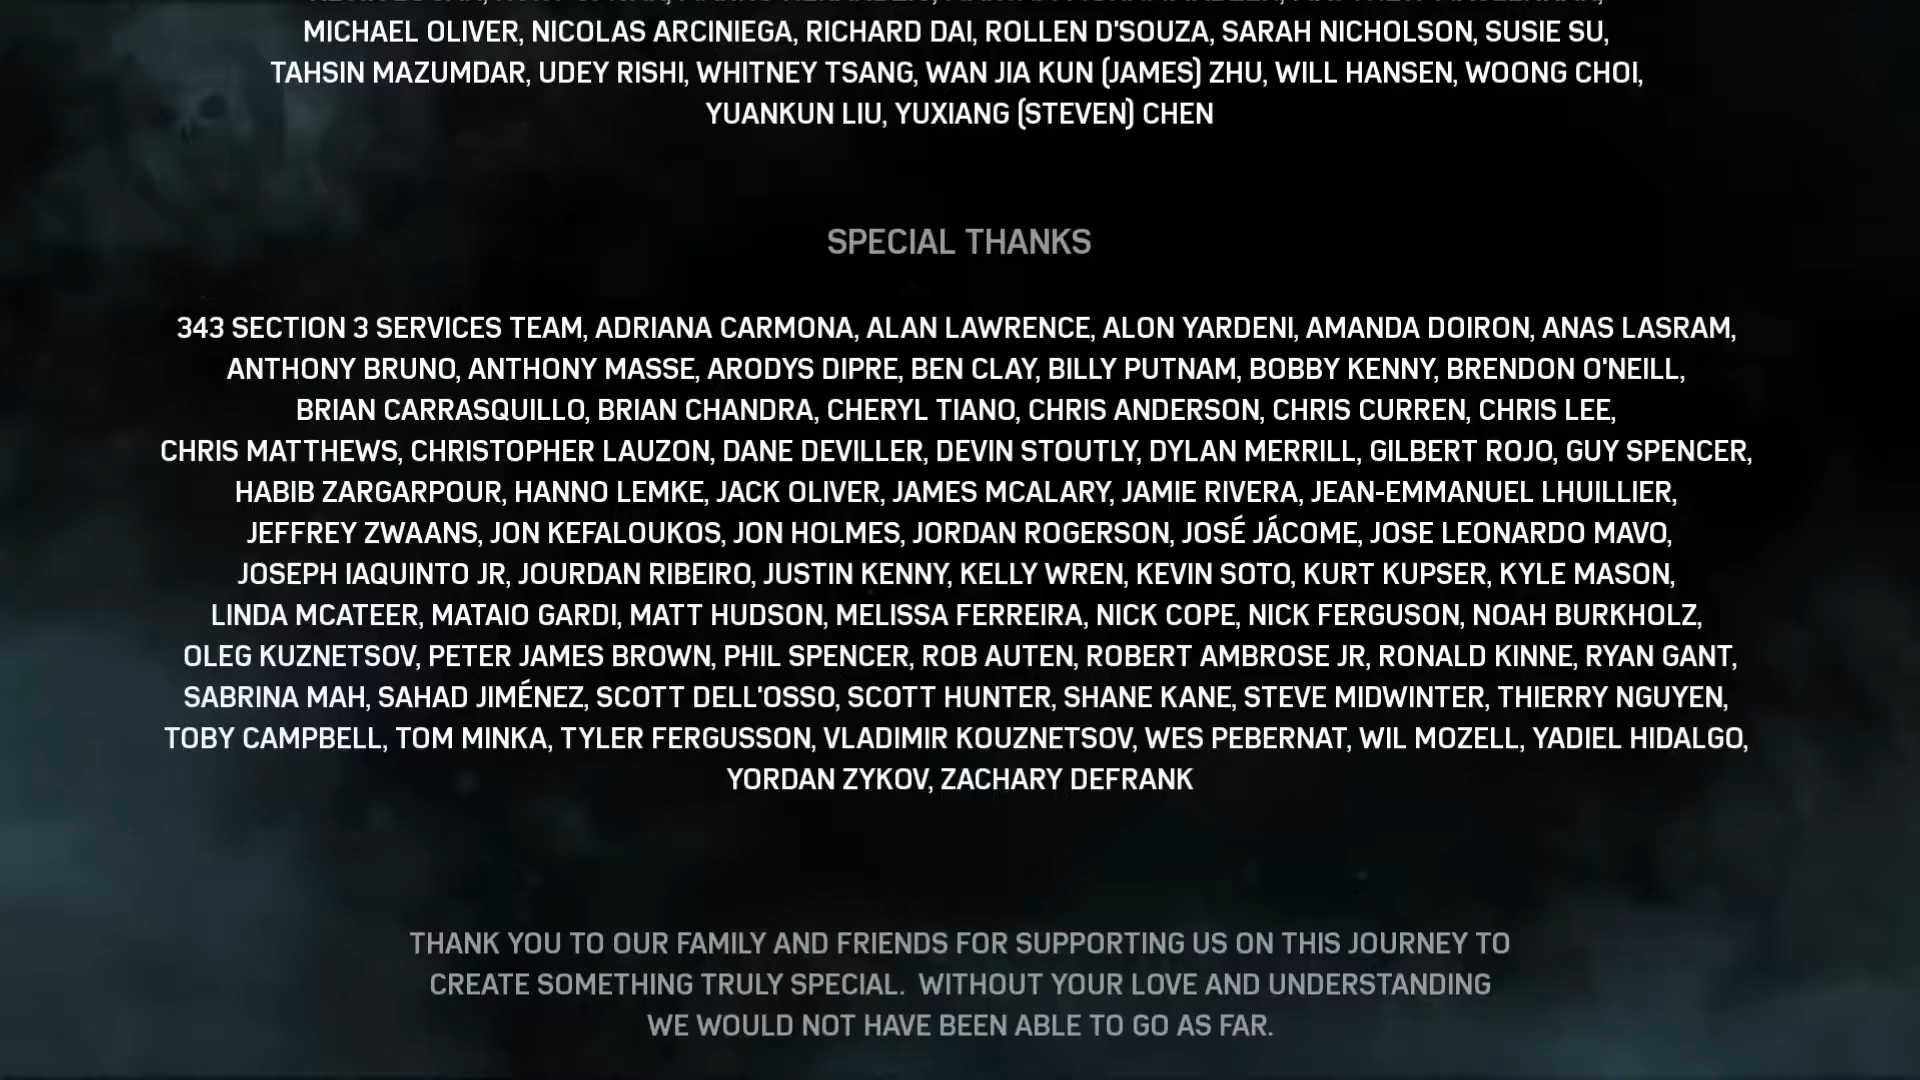 MICHAEL OLIVER, NICOLAS ARCINIEGA, RICHARD DAI, ROLLEN D'SOUZA, SARAH NICHOLSON, SUSIE SU,
TAHSIN MAZUMDAR, UDEY RISHI, WHITNEY TSANG, WAN JIA KUN (JAMES) ZHU, WILL HANSEN, WOONG CHOI,
YUANKUN LIU, YUXIANG (STEVEN) CHEN
SPECIAL THANKS
343 SECTION 3 SERVICES TEAM, ADRIANA CARMONA, ALAN LAWRENCE, ALON YARDENI, AMANDA DOIRON, ANAS LASRAM,
ANTHONY BRUNO, ANTHONY MASSE, ARODYS DIPRE, BEN CLAY, BILLY PUTNAM, BOBBY KENNY, BRENDON O'NEILL,
BRIAN CARRASQUILLO, BRIAN CHANDRA, CHERYL TIANO, CHRIS ANDERSON, CHRIS CURREN, CHRIS LEE,
CHRIS MATTHEWS, CHRISTOPHER LAUZON, DANE DEVILLER, DEVIN STOUTLY, DYLAN MERRILL, GILBERT ROJO, GUY SPENCER,
HABIB ZARGARPOUR, HANNO LEMKE, JACK OLIVER, JAMES MCALARY, JAMIE RIVERA, JEAN-EMMANUEL LHUILLIER,
JEFFREY ZWAANS, JON KEFALOUKOS, JON HOLMES, JORDAN ROGERSON, JOSÉ JÁCOME, JOSE LEONARDO MAVO,
JOSEPH IAQUINTO JR, JOURDAN RIBEIRO, JUSTIN KENNY, KELLY WREN, KEVIN SOTO, KURT KUPSER, KYLE MASON,
LINDA MCATEER, MATAIO GARDI, MATT HUDSON, MELISSA FERREIRA, NICK COPE, NICK FERGUSON, NOAH BURKHOLZ,
OLEG KUZNETSOV, PETER JAMES BROWN, PHIL SPENCER, ROB AUTEN, ROBERT AMBROSE JR, RONALD KINNE, RYAN GANT,
SABRINA MAH, SAHAD JIMÉNEZ, SCOTT DELL'OSSO, SCOTT HUNTER, SHANE KANE, STEVE MIDWINTER, THIERRY NGUYEN,
TOBY CAMPBELL, TOM MINKA, TYLER FERGUSSON, VLADIMIR KOUZNETSOV, WES PEBERNAT, WIL MOZELL, YADIEL HIDALGO,
YORDAN ZYKOV, ZACHARY DEFRANK
THANK YOU TO OUR FAMILY AND FRIENDS FOR SUPPORTING US ON THIS JOURNEY TO
CREATE SOMETHING TRULY SPECIAL.  WITHOUT YOUR LOVE AND UNDERSTANDING
WE WOULD NOT HAVE BEEN ABLE TO GO AS FAR.